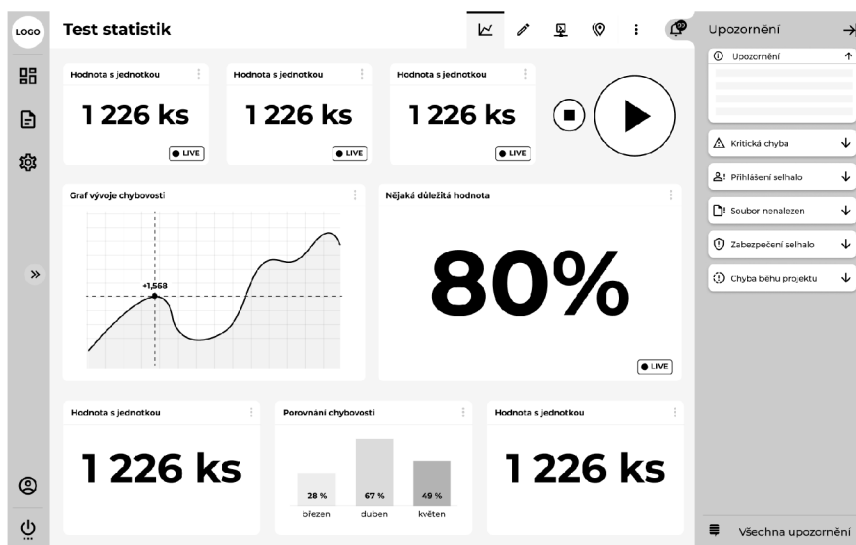 LOGO
Test statistik
Hodnota s jednotkou
1 226 ks
LIVE
Hodnota s jednotkou
1 226 ks
LIVE
Hodnota s jednotkou
1 226 ks
LIVE
Graf vývoje chybovosti
+1,568
Nějaká důležitá hodnota
80%
LIVE
Hodnota s jednotkou
1 226 ks
Porovnání chybovosti
28 %
67 %
49 %
březen
duben
květen
Hodnota s jednotkou
1 226 ks
Upozornění
Upozornění
Kritická chyba
Přihlášení selhalo
Soubor nenalezen
Zabezpečení selhalo
Chyba běhu projektu
Všechna upozornění